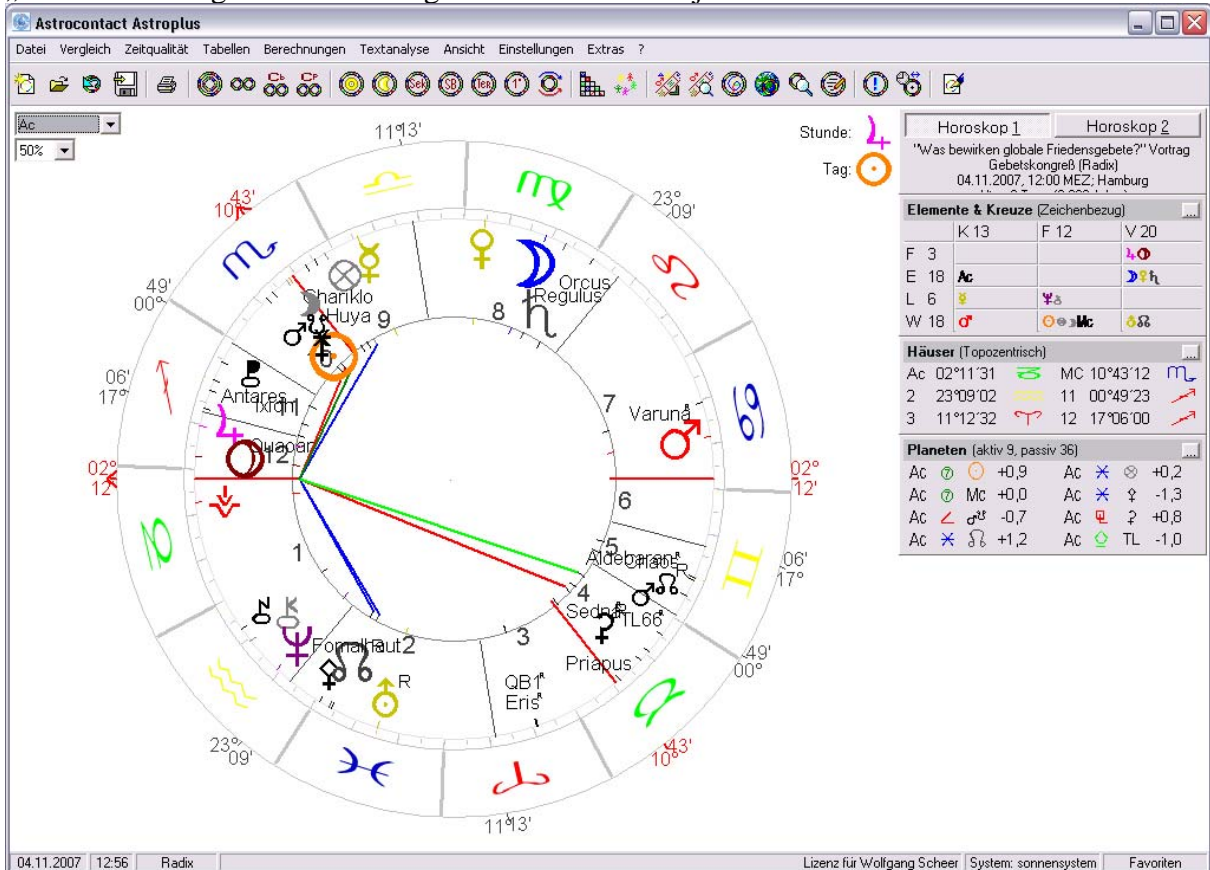 Astrocontact Astroplus
Datei Vergleich Zeitqualität Tabellen Berechnungen Textanalyse Ansicht Einstellungen Extras ?
Ac
50%
Stunde:
Tag:
Horoskop 1 Horoskop 2
"Was bewirken globale Friedensgebete?" Vortrag
Gebetskongreß (Radix)
04.11.2007, 12:00 MEZ; Hamburg
Elemente & Kreuze (Zeichenbezug) ...
K 13 F 12 V 20
F 3
E 18 Ac
L 6
W 18 Mc
Häuser (Topozentrisch) ...
Ac 02°11'31 MC 10°43'12
2 23°09'02 11 00°49'23
3 11°12'32 12 17°06'00
Planeten (aktiv 9, passiv 36) ...
Ac +0,9 Ac +0,2
Ac Mc +0,0 Ac -1,3
Ac -0,7 Ac +0,8
Ac +1,2 Ac TL -1,0
11°13'
23°
09'
43'
10°
49'
00°
06'
17°
02°
12'
02°
12'
06'
17°
49'
00°
23°
09'
43'
10°
11°13'
Orcus
Regulus
Chariklo
Huya
9
8
7
6
5
4
3
2
1
12
11
Antares
Ixion
Quaoar
Varuna
Aldebaran R
Chaos R
Sedna R
TL66 R
Priapus
QB1 R
Eris R
Fomalhaut
R
04.11.2007 12:56 Radix Lizenz für Wolfgang Scheer System: sonnensystem Favoriten